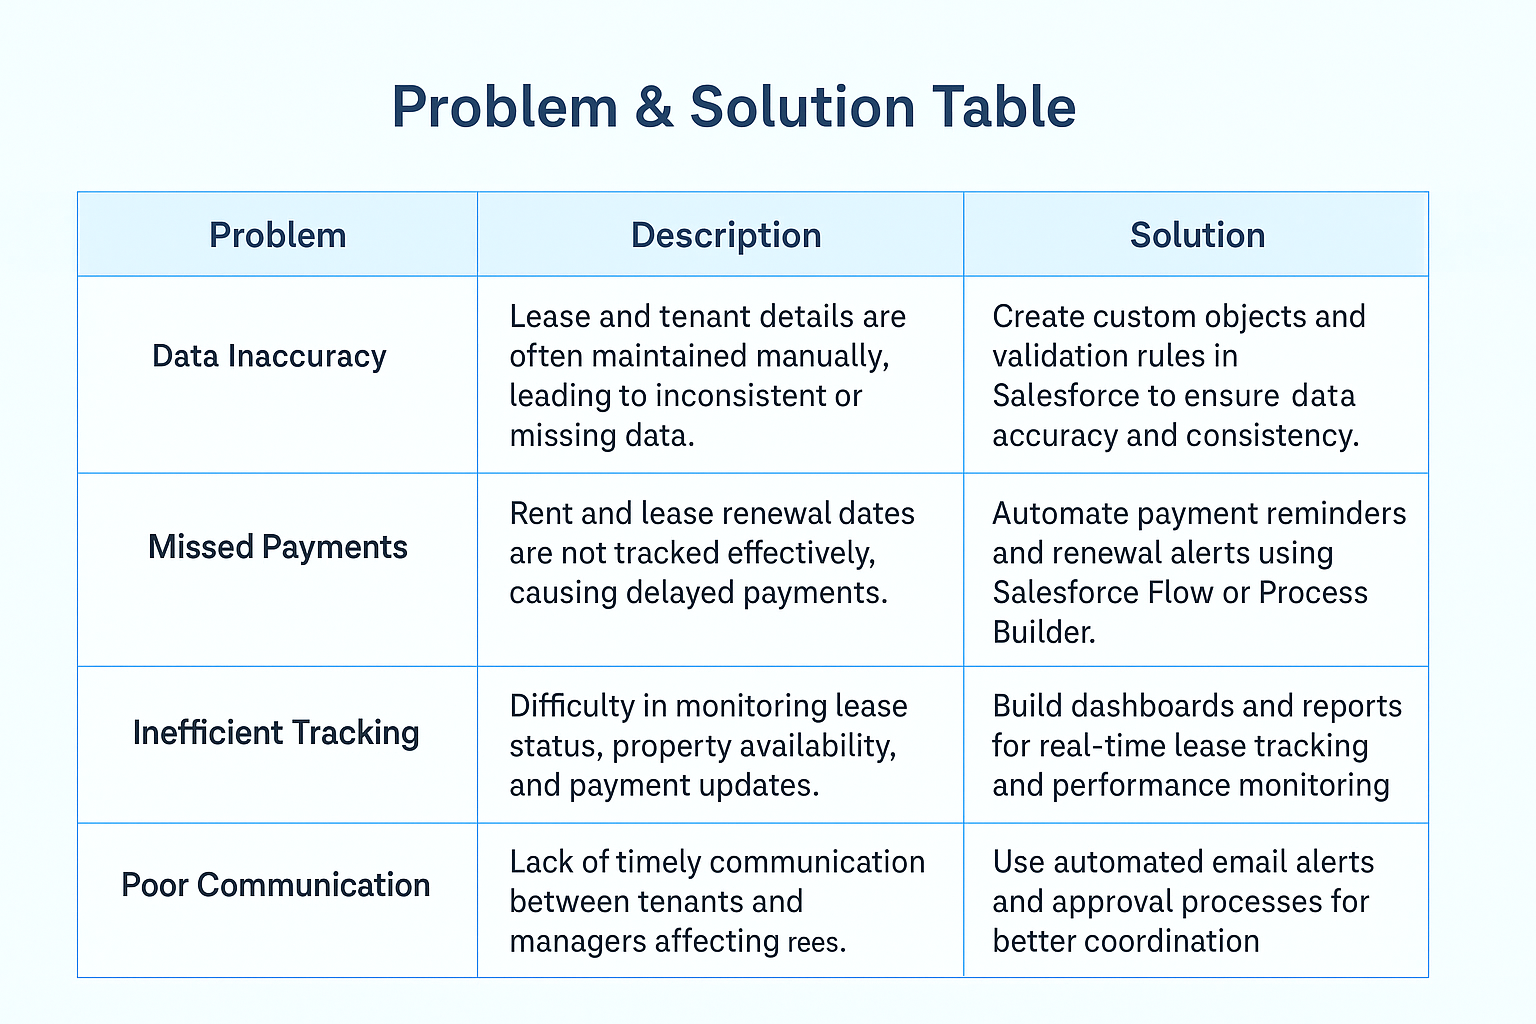 Problem & Solution Table
Problem
Description
Solution
Data Inaccuracy
Lease and tenant details are
often maintained manually,
leading to inconsistent or
missing data.
Create custom objects and
validation rules in
Salesforce to ensure data
accuracy and consistency.
Missed Payments
Rent and lease renewal dates
are not tracked effectively,
causing delayed payments.
Automate payment reminders
and renewal alerts using
Salesforce Flow or Process
Builder.
Inefficient Tracking
Difficulty in monitoring lease
status, property availability,
and payment updates.
Build dashboards and reports
for real-time lease tracking
and performance monitoring
Poor Communication
Lack of timely communication
between tenants and
managers affecting rees.
Use automated email alerts
and approval processes for
better coordination